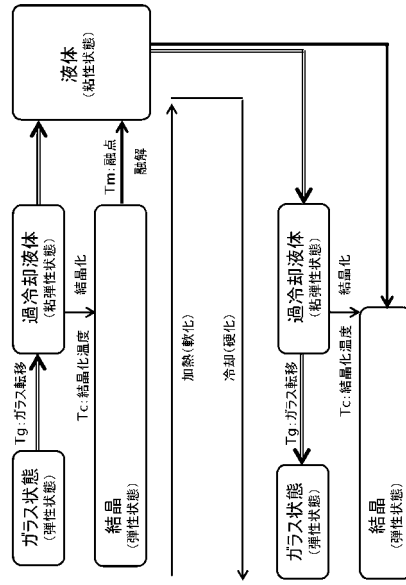 ガラス状態
(弾性状態)
Tg:ガラス転移
過冷却液体
(粘弾性状態)
液体
(粘性状態)
Tc:結晶化温度
結晶化
結晶
(弾性状態)
Tm:融点
融解
加熱(軟化)
冷却(硬化)
ガラス状態
(弾性状態)
Tg:ガラス転移
過冷却液体
(粘弾性状態)
Tc:結晶化温度
結晶化
結晶
(弾性状態)